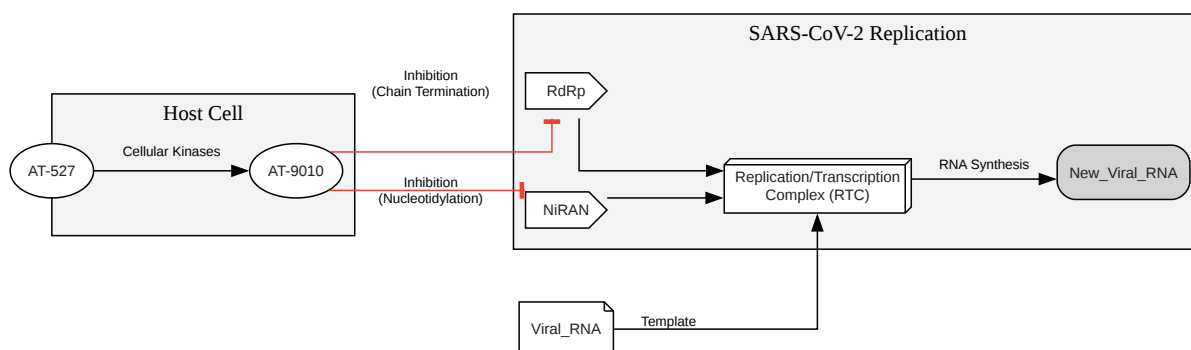 SARS-CoV-2 Replication
Inhibition
(Chain Termination)
RdRp
Host Cell
Cellular Kinases
AT-527
AT-9010
RNA Synthesis
Replication/Transcription
Complex (RTC)
New_Viral_RNA
Inhibition
(Nucleotidylation)
NiRAN
Viral_RNA
Template